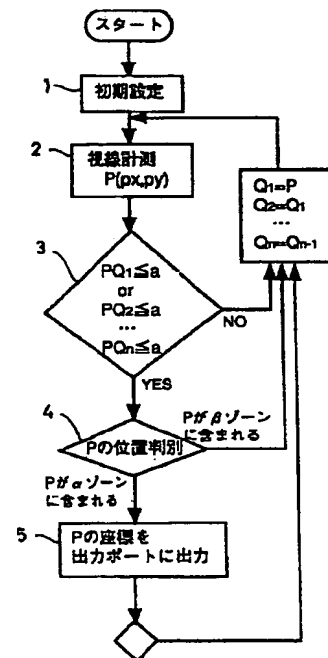 スタート
1
初期設定
2
視線計測
P(px,py)
Q₁=P
Q₂=Q₁
…
Qₙ=Qₙ₋₁
3
PQ₁≦a
or
PQ₂≦a
…
PQₙ≦a
NO
YES
4
Pの位置判別
Pがβゾーン
に含まれる
Pがαゾーン
に含まれる
5
Pの座標を
出力ポートに出力